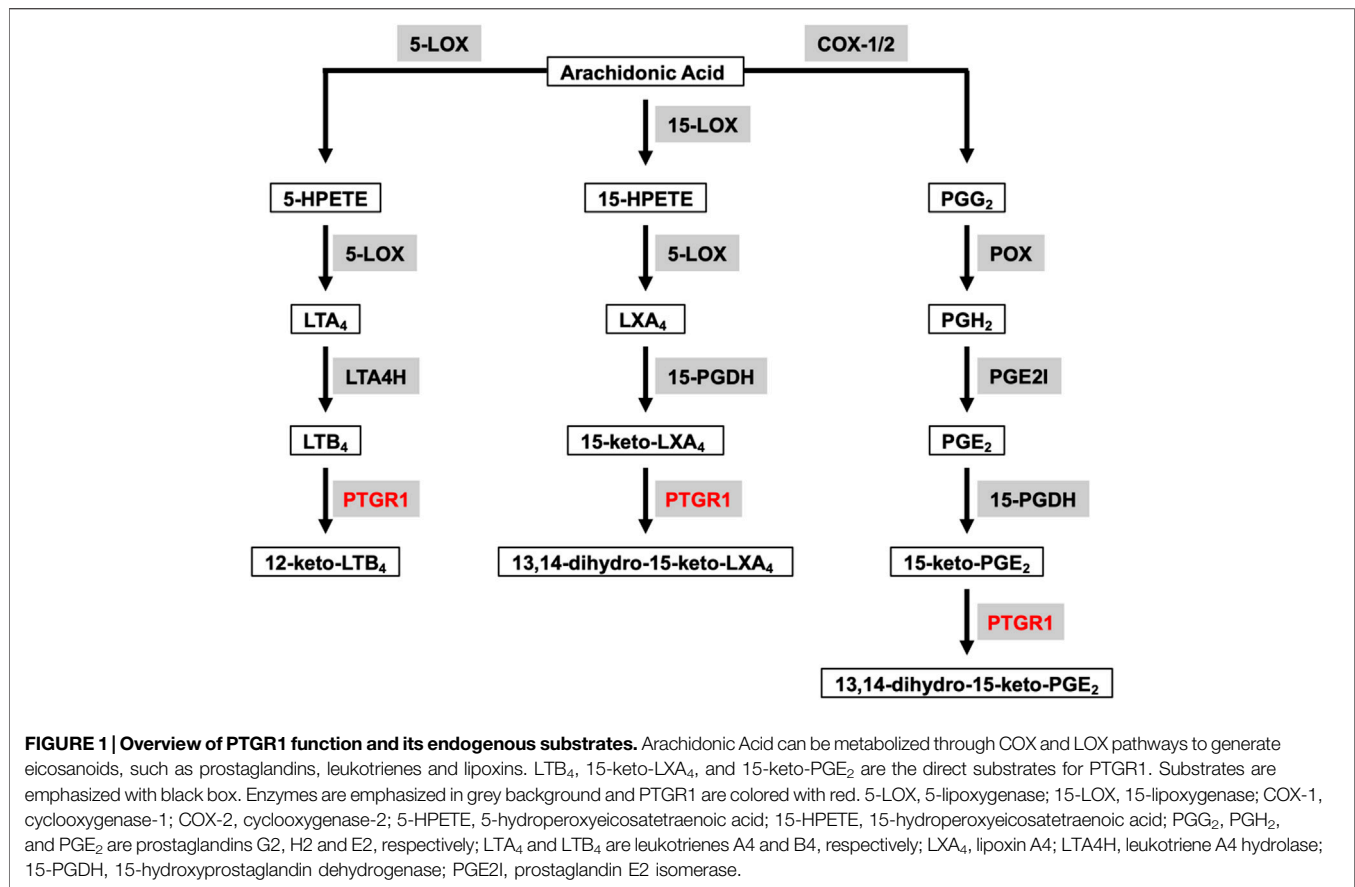 5-LOX COX-1/2
Arachidonic Acid
15-LOX
5-HPETE 15-HPETE PGG₂
5-LOX 5-LOX POX
LTA₄ LXA₄ PGH₂
LTA4H 15-PGDH PGE2I
LTB₄ 15-keto-LXA₄ PGE₂
PTGR1 PTGR1 15-PGDH
12-keto-LTB₄ 13,14-dihydro-15-keto-LXA₄ 15-keto-PGE₂
PTGR1
13,14-dihydro-15-keto-PGE₂
FIGURE 1 | Overview of PTGR1 function and its endogenous substrates. Arachidonic Acid can be metabolized through COX and LOX pathways to generate
eicosanoids, such as prostaglandins, leukotrienes and lipoxins. LTB₄, 15-keto-LXA₄, and 15-keto-PGE₂ are the direct substrates for PTGR1. Substrates are
emphasized with black box. Enzymes are emphasized in grey background and PTGR1 are colored with red. 5-LOX, 5-lipoxygenase; 15-LOX, 15-lipoxygenase; COX-1,
cyclooxygenase-1; COX-2, cyclooxygenase-2; 5-HPETE, 5-hydroperoxyeicosatetraenoic acid; 15-HPETE, 15-hydroperoxyeicosatetraenoic acid; PGG₂, PGH₂,
and PGE₂ are prostaglandins G2, H2 and E2, respectively; LTA₄ and LTB₄ are leukotrienes A4 and B4, respectively; LXA₄, lipoxin A4; LTA4H, leukotriene A4 hydrolase;
15-PGDH, 15-hydroxyprostaglandin dehydrogenase; PGE2I, prostaglandin E2 isomerase.